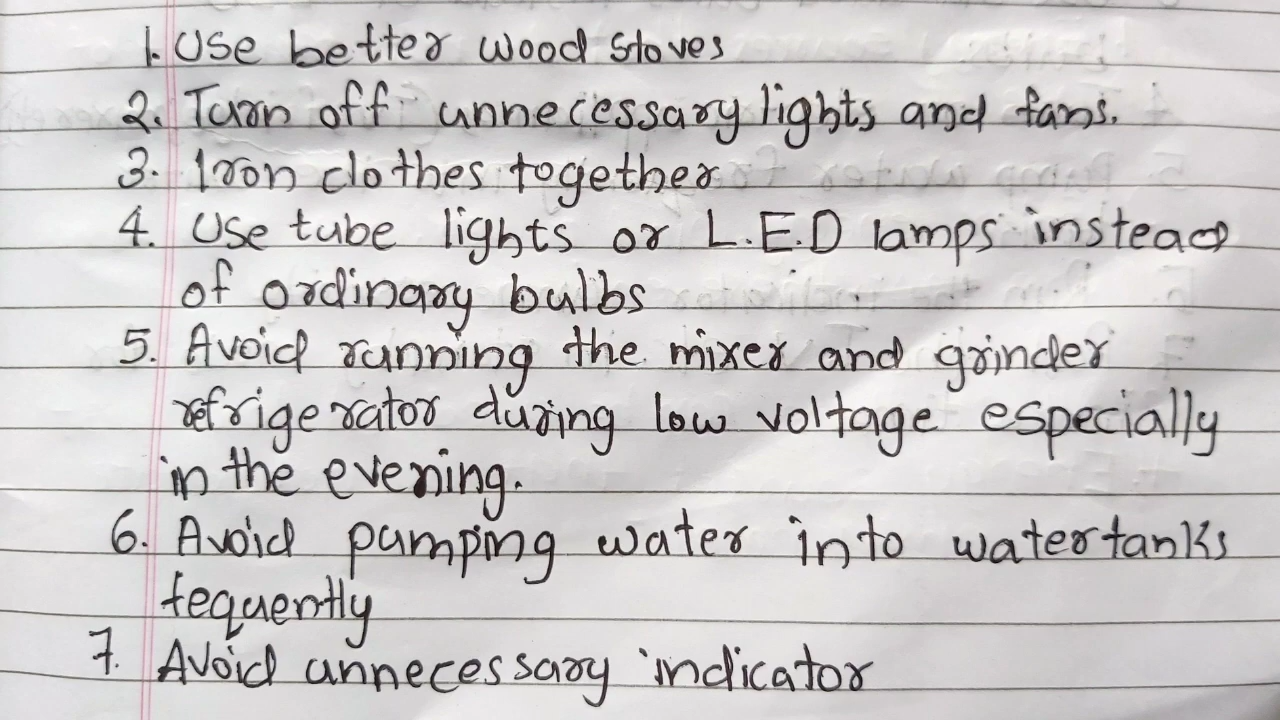 1. Use better wood stoves
2. Turn off unnecessary lights and fans.
3. Iron clothes together
4. Use tube lights or L.E.D lamps instead
of ordinary bulbs
5. Avoid running the mixer and grinder
refrigerator during low voltage especially
in the evening.
6. Avoid pumping water into watertanks
fequently
7. Avoid unnecessary indicator